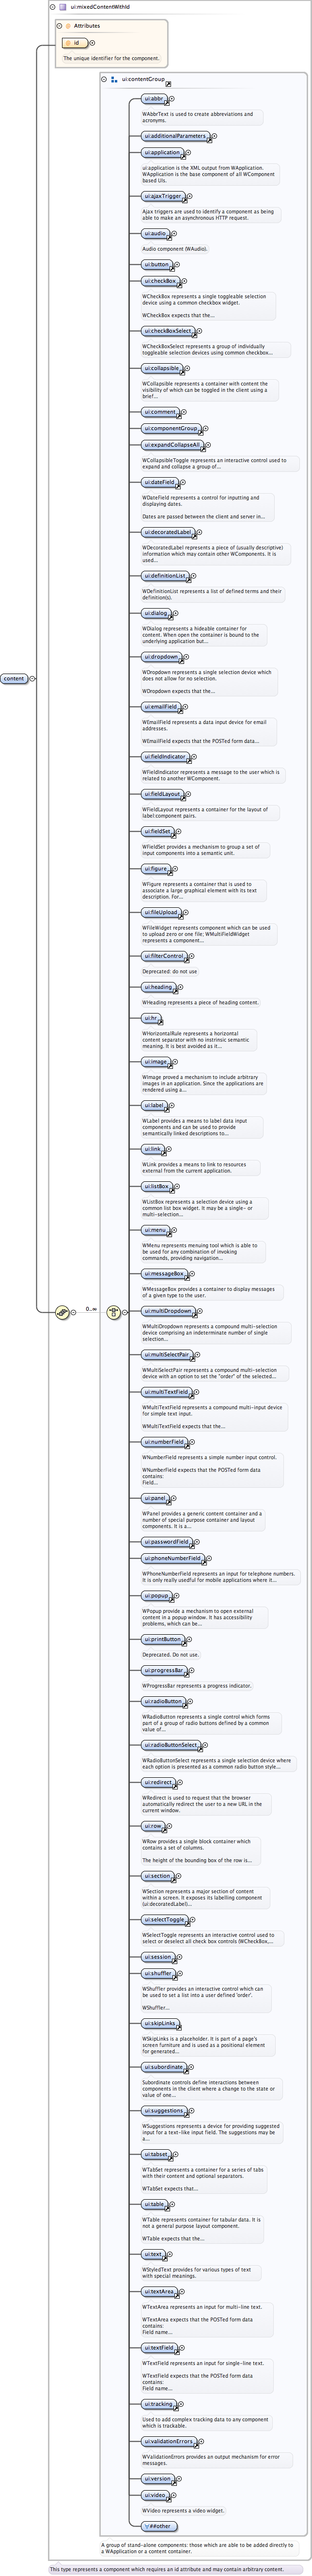 ui:mixedContentWithId
Attributes
id
The unique identifier for the component.
ui:contentGroup
ui:abbr
WAbbrText is used to create abbreviations and
acronyms.
ui:additionalParameters
ui:application
ui:application is the XML output from WApplication.
WApplication is the base component of all WComponent
based UIs.
ui:ajaxTrigger
Ajax triggers are used to identify a component as being
able to make an asynchronous HTTP request.
ui:audio
Audio component (WAudio).
ui:button
ui:checkBox
WCheckBox represents a single toggleable selection
device using a common checkbox widget.
WCheckBox expects that the...
ui:checkBoxSelect
WCheckBoxSelect represents a group of individually
toggleable selection devices using common checkbox...
ui:collapsible
WCollapsible represents a container with content the
visibility of which can be toggled in the client using a
brief...
ui:comment
ui:componentGroup
ui:expandCollapseAll
WCollapsibleToggle represents an interactive control used to
expand and collapse a group of...
ui:dateField
WDateField represents a control for inputting and
displaying dates.
Dates are passed between the client and server in...
ui:decoratedLabel
WDecoratedLabel represents a piece of (usually descriptive)
information which may contain other WComponents. It is
used...
ui:definitionList
WDefinitionList represents a list of defined terms and their
definition(s).
ui:dialog
WDialog represents a hideable container for
content. When open the container is bound to the
underlying application but...
ui:dropdown
WDropdown represents a single selection device which
does not allow for no selection.
WDropdown expects that the...
content
ui:emailField
WEmailField represents a data input device for email
addresses.
WEmailField expects that the POSTed form data...
ui:fieldIndicator
WFieldIndicator represents a message to the user which is
related to another WComponent.
ui:fieldLayout
WFieldLayout represents a container for the layout of
label:component pairs.
ui:fieldSet
WFieldSet provides a mechanism to group a set of
input components into a semantic unit.
ui:figure
WFigure represents a container that is used to
associate a large graphical element with its text
description. For...
ui:fileUpload
WFileWidget represents component which can be used
to upload zero or one file; WMultiFileWidget
represents a component...
ui:filterControl
Deprecated: do not use
ui:heading
WHeading represents a piece of heading content.
ui:hr
WHorizontalRule represents a horizontal
content separator with no instrinsic semantic
meaning. It is best avoided as it...
ui:image
WImage proved a mechanism to include arbitrary
images in an application. Since the applications are
rendered using a...
ui:label
WLabel provides a means to label data input
components and can be used to provide
semantically linked descriptions to...
ui:link
WLink provides a means to link to resources
external from the current application.
ui:listBox
WListBox represents a selection device using a
common list box widget. It may be a single- or
multi-selection...
ui:menu
WMenu represents menuing tool which is able to
be used for any combination of invoking
commands, providing navigation...
ui:messageBox
WMessageBox provides a container to display messages
of a given type to the user.
0..∞
ui:multiDropdown
WMultiDropdown represents a compound multi-selection
device comprising an indeterminate number of single
selection...
ui:multiSelectPair
WMultiSelectPair represents a compound multi-selection
device with an option to set the "order" of the selected...
ui:multiTextField
WMultiTextField represents a compound multi-input device
for simple text input.
WMultiTextField expects that the...
ui:numberField
WNumberField represents a simple number input control.
WNumberField expects that the POSTed form data
contains:
Field...
ui:panel
WPanel provides a generic content container and a
number of special purpose container and layout
components. It is a...
ui:passwordField
ui:phoneNumberField
WPhoneNumberField represents an input for telephone numbers.
It is only really usedful for mobile applications where it...
ui:popup
WPopup provide a mechanism to open external
content in a popup window. It has accessibility
problems, which can be...
ui:printButton
Deprecated. Do not use.
ui:progressBar
WProgressBar represents a progress indicator.
ui:radioButton
WRadioButton represents a single control which forms
part of a group of radio buttons defined by a common
value of...
ui:radioButtonSelect
WRadioButtonSelect represents a single selection device where
each option is presented as a common radio button style...
ui:redirect
WRedirect is used to request that the browser
automatically redirect the user to a new URL in the
current window.
ui:row
WRow provides a single block container which
contains a set of columns.
The height of the bounding box of the row is...
ui:section
WSection represents a major section of content
within a screen. It exposes its labelling component
(ui:decoratedLabel)...
ui:selectToggle
WSelectToggle represents an interactive control used to
select or deselect all check box controls (WCheckBox,...
ui:session
ui:shuffler
WShuffler provides an interactive control which can
be used to set a list into a user defined 'order'.
WShuffler...
ui:skipLinks
WSkipLinks is a placeholder. It is part of a page's
screen furniture and is used as a positional element
for generated...
ui:subordinate
Subordinate controls define interactions between
components in the client where a change to the state or
value of one...
ui:suggestions
WSuggestions represents a device for providing suggested
input for a text-like input field. The suggestions may be
a...
ui:tabset
WTabSet represents a container for a series of tabs
with their content and optional separators.
WTabSet expects that...
ui:table
WTable represents container for tabular data. It is
not a general purpose layout component.
WTable expects that the...
ui:text
WStyledText provides for various types of text
with special meanings.
ui:textArea
WTextArea represents an input for multi-line text.
WTextArea expects that the POSTed form data
contains:
Field name...
ui:textField
WTextField represents an input for single-line text.
WTextField expects that the POSTed form data
contains:
Field name...
ui:tracking
Used to add complex tracking data to any component
which is trackable.
ui:validationErrors
WValidationErrors provides an output mechanism for error
messages.
ui:version
ui:video
WVideo represents a video widget.
##other
A group of stand-alone components: those which are able to be added directly to
a WApplication or a content container.
This type represents a component which requires an id attribute and may contain arbitrary content.